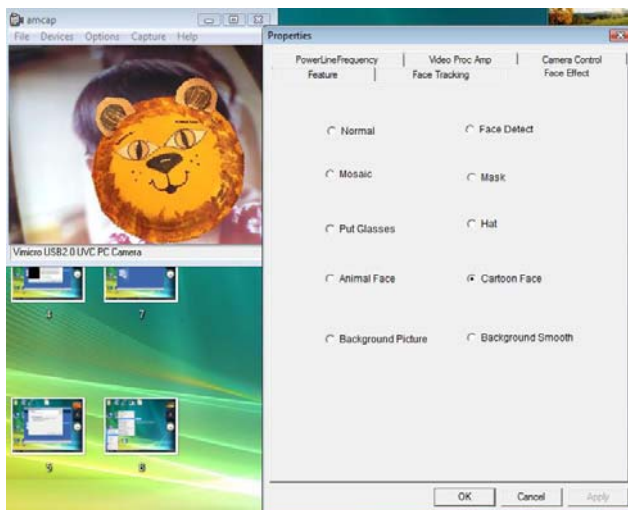 amcap
File Devices Options Capture Help
Vimicro USB2.0 UVC PC Camera
4 7
9 8
Properties
PowerLineFrequency Video Proc Amp Camera Control
Feature Face Tracking Face Effect
Normal Face Detect
Mosaic Mask
Put Glasses Hat
Animal Face Cartoon Face
Background Picture Background Smooth
OK Cancel Apply